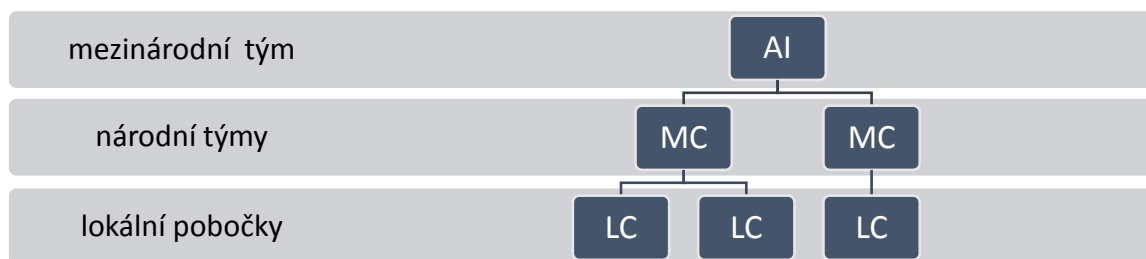 mezinárodní tým AI
národní týmy MC MC
lokální pobočky LC LC LC